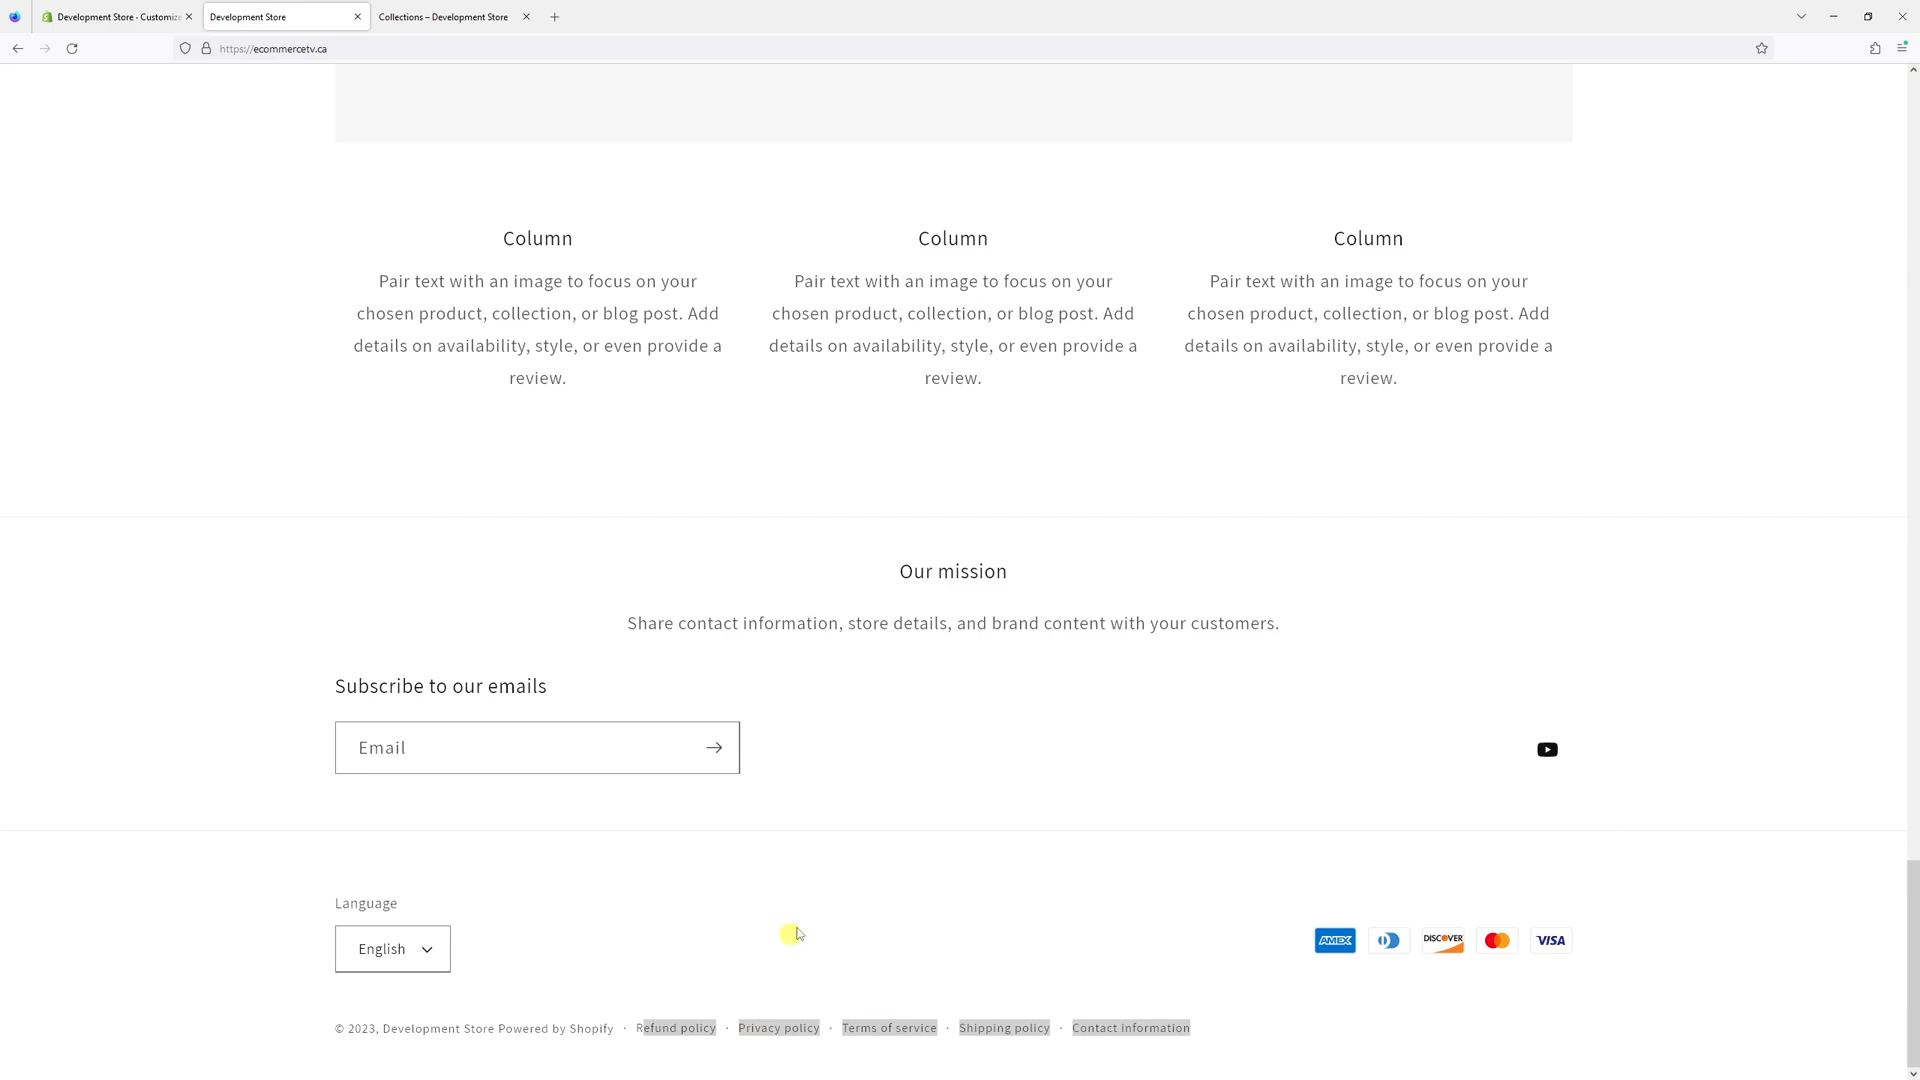 Development Store · Customize
Development Store
Collections – Development Store
https://ecommercetv.ca
Column
Pair text with an image to focus on your
chosen product, collection, or blog post. Add
details on availability, style, or even provide a
review.
Column
Pair text with an image to focus on your
chosen product, collection, or blog post. Add
details on availability, style, or even provide a
review.
Column
Pair text with an image to focus on your
chosen product, collection, or blog post. Add
details on availability, style, or even provide a
review.
Our mission
Share contact information, store details, and brand content with your customers.
Subscribe to our emails
Email
Language
English
AMEX
DISCOVER
VISA
© 2023, Development Store Powered by Shopify · Refund policy · Privacy policy · Terms of service · Shipping policy · Contact information